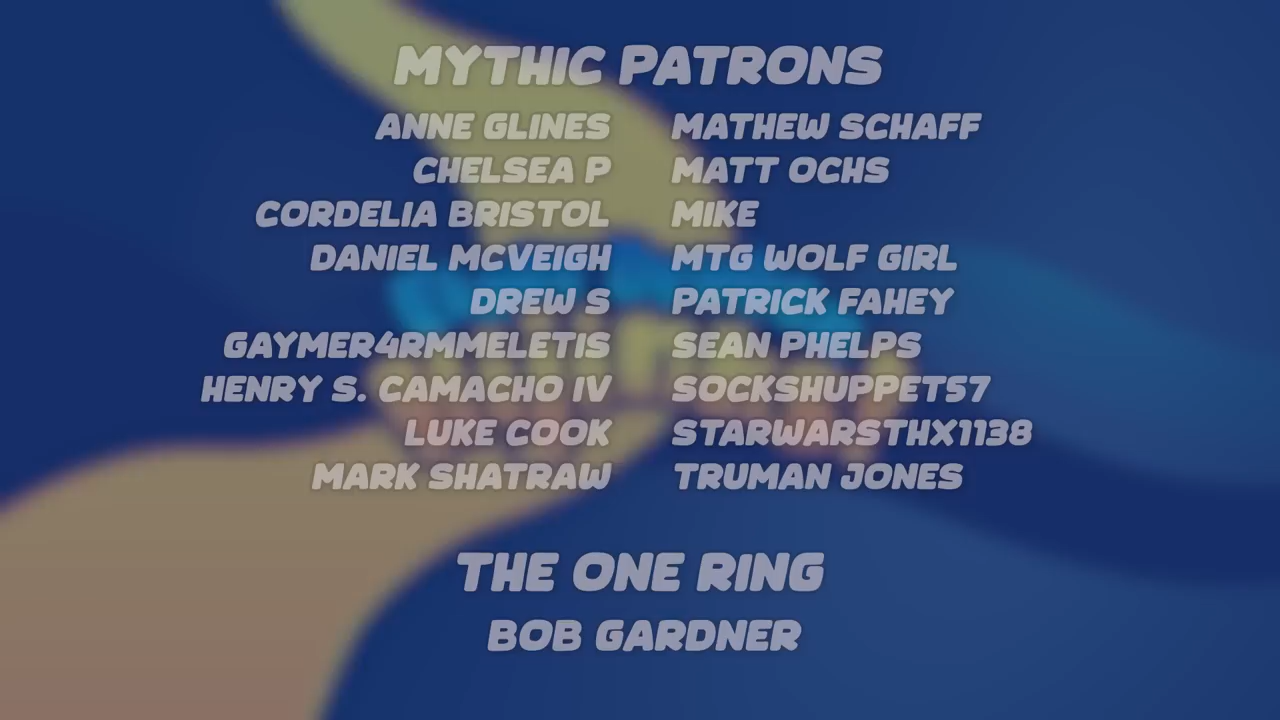 MYTHIC PATRONS
ANNE GLINES
CHELSEA P
CORDELIA BRISTOL
DANIEL MCVEIGH
DREW S
GAYMER4RMMELETIS
HENRY S. CAMACHO IV
LUKE COOK
MARK SHATRAW
MATHEW SCHAFF
MATT OCHS
MIKE
MTG WOLF GIRL
PATRICK FAHEY
SEAN PHELPS
SOCKSHUPPET57
STARWARSTHX1138
TRUMAN JONES
THE ONE RING
BOB GARDNER